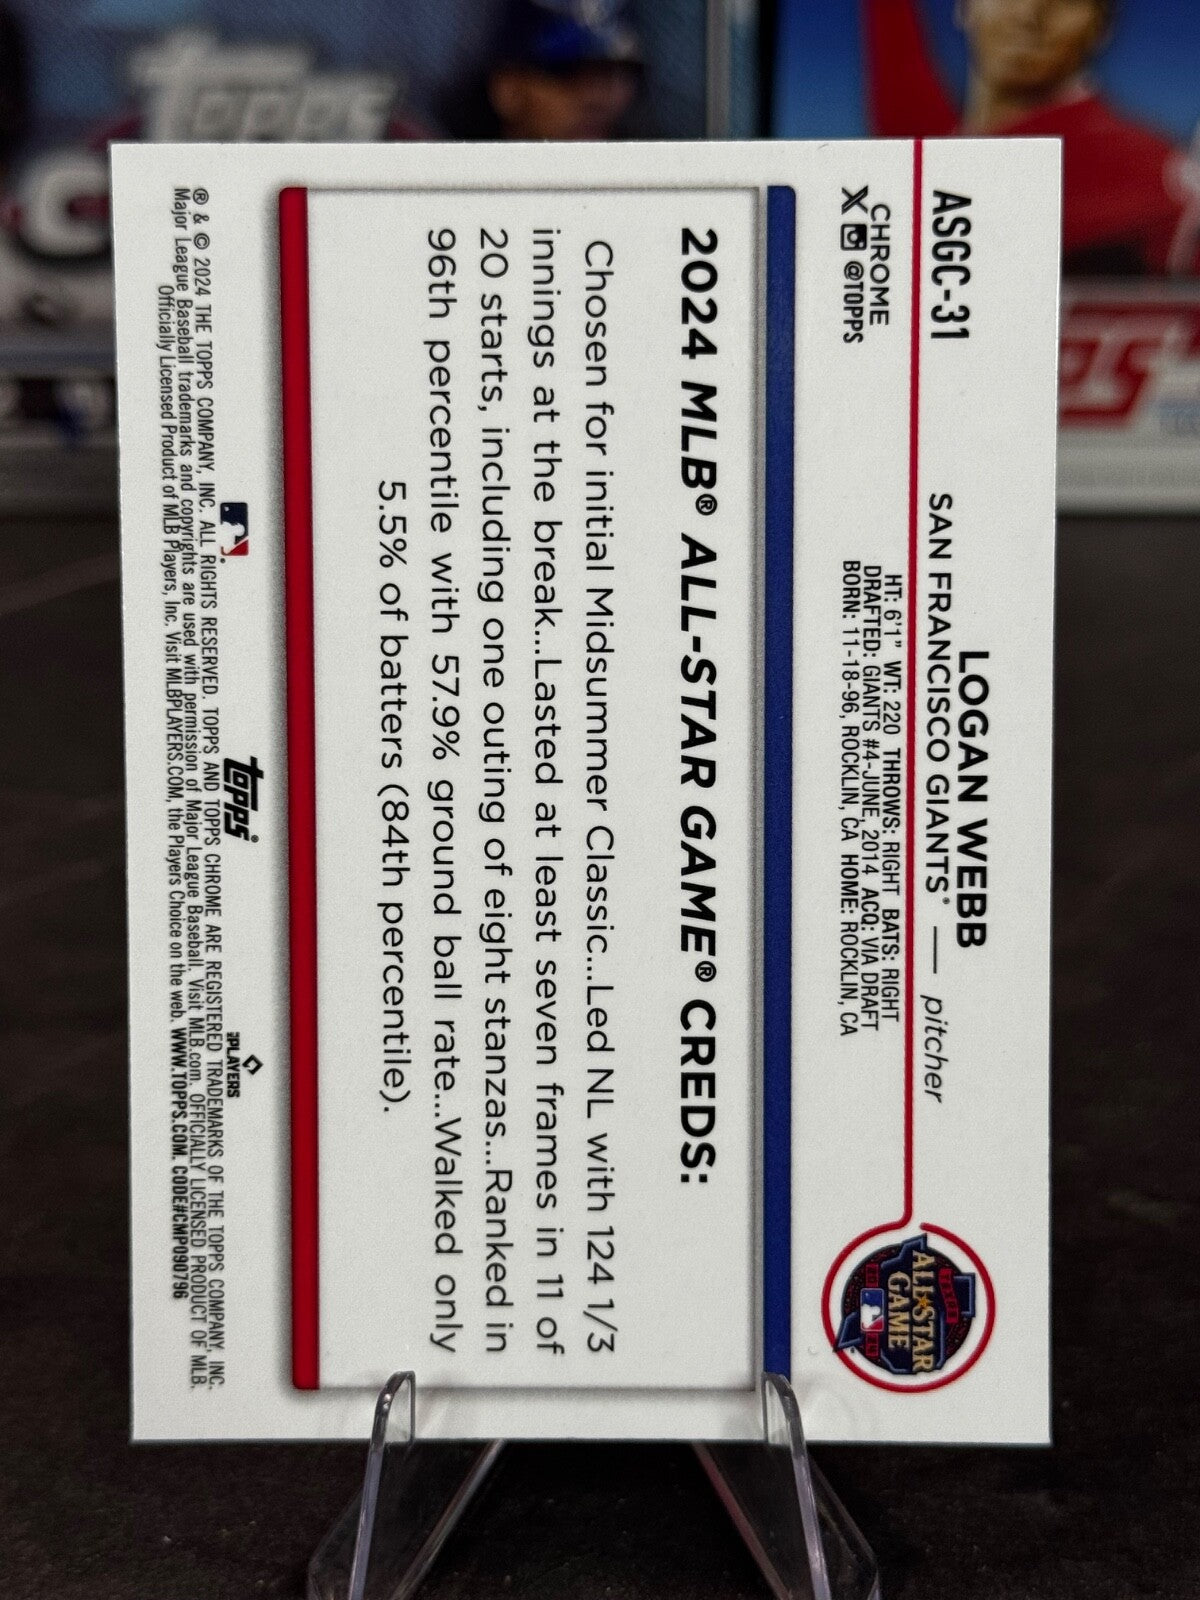 ASGC-31
LOGAN WEBB
SAN FRANCISCO GIANTS® — pitcher
HT: 6'1" WT: 220 THROWS: RIGHT BATS: RIGHT
DRAFTED: GIANTS #4-JUNE, 2014 ACQ: VIA DRAFT
BORN: 11-18-96, ROCKLIN, CA HOME: ROCKLIN, CA
CHROME
X @TOPPS
ALL★STAR
GAME
2024 MLB® ALL-STAR GAME® CREDS:
Chosen for initial Midsummer Classic...Led NL with 124 1/3
innings at the break...Lasted at least seven frames in 11 of
20 starts, including one outing of eight stanzas...Ranked in
96th percentile with 57.9% ground ball rate...Walked only
5.5% of batters (84th percentile).
topps
PLAYERS
® & © 2024 THE TOPPS COMPANY, INC. ALL RIGHTS RESERVED. TOPPS AND TOPPS CHROME ARE REGISTERED TRADEMARKS OF THE TOPPS COMPANY, INC.
Major League Baseball trademarks and copyrights are used with permission of Major League Baseball. Visit MLB.com. OFFICIALLY LICENSED PRODUCT OF MLB
Officially Licensed Product of MLB Players, Inc. Visit MLBPLAYERS.COM, the Players Choice on the web. WWW.TOPPS.COM. CODE#CMP090796
Topps